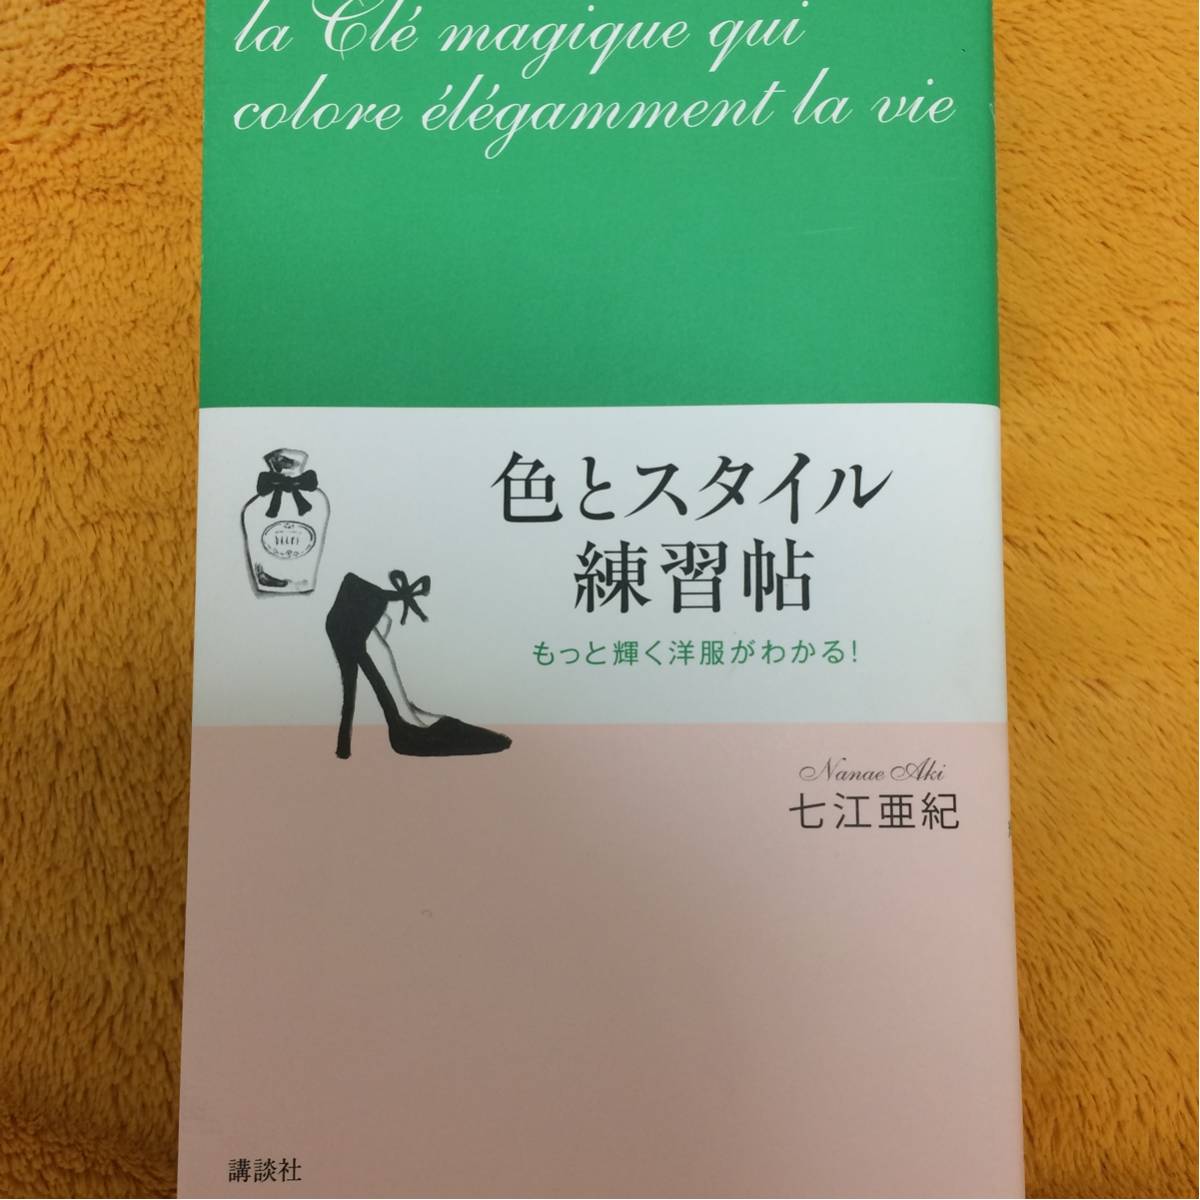 la Clé magique qui
colore élégamment la vie
色とスタイル
練習帖
もっと輝く洋服がわかる!
Nanae Aki
七江亜紀
講談社